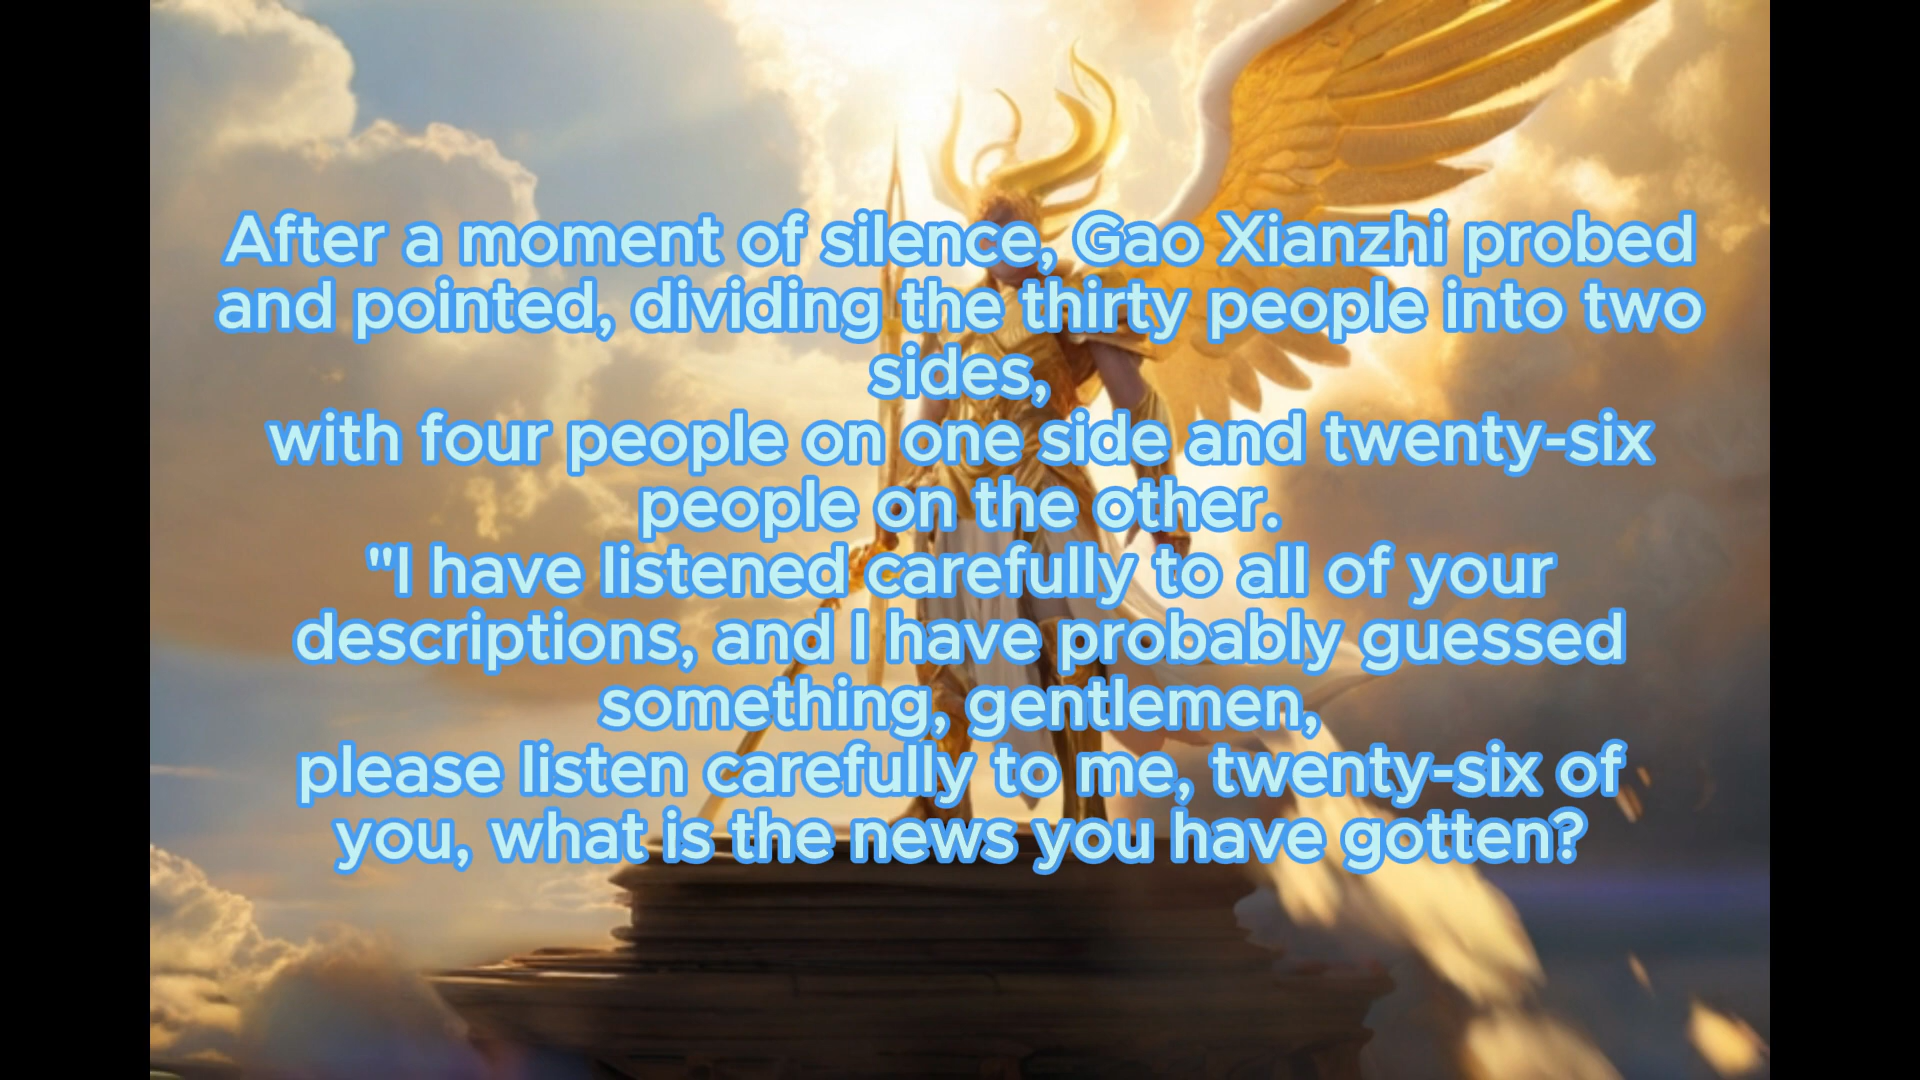 After a moment of silence, Gao Xianzhi probed
and pointed, dividing the thirty people into two
sides,
with four people on one side and twenty-six
people on the other.
"I have listened carefully to all of your
descriptions, and I have probably guessed
something, gentlemen,
please listen carefully to me, twenty-six of
you, what is the news you have gotten?